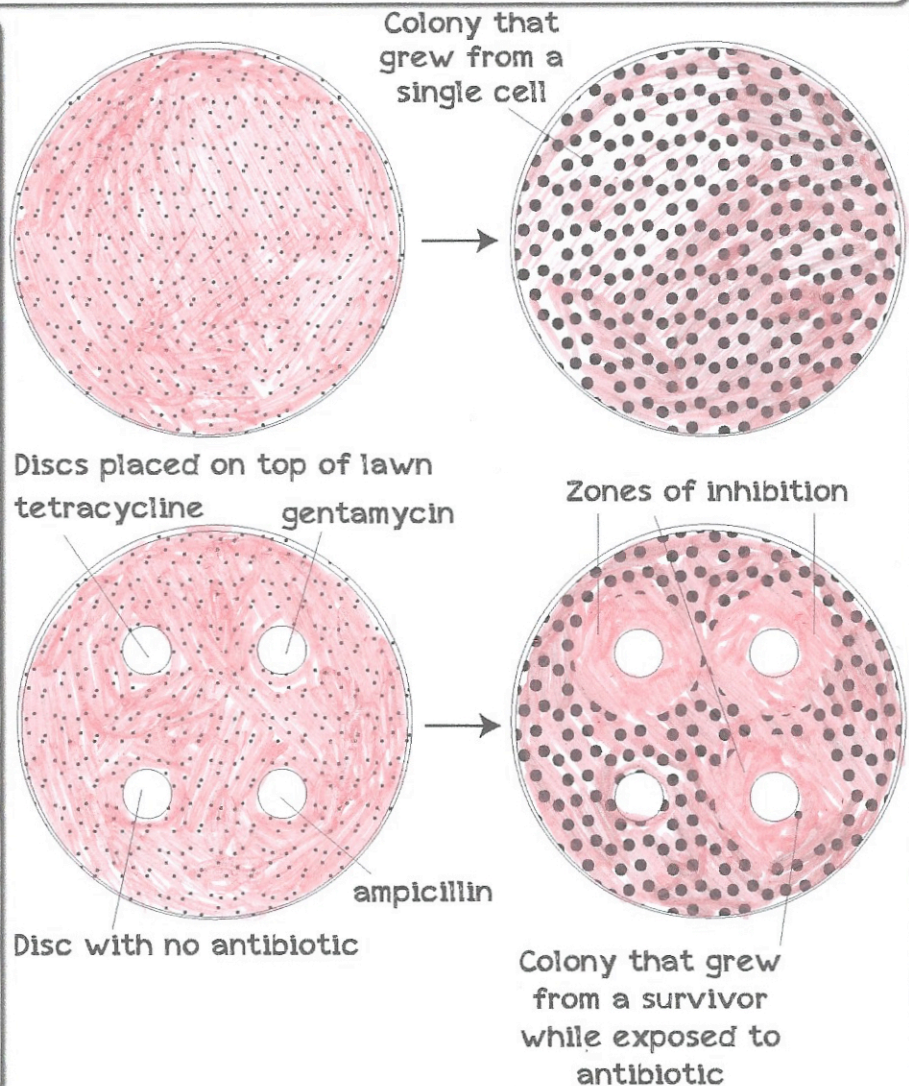 Colony that
grew from a
single cell
Discs placed on top of lawn
tetracycline
gentamycin
Zones of inhibition
ampicillin
Disc with no antibiotic
Colony that grew
from a survivor
while exposed to
antibiotic